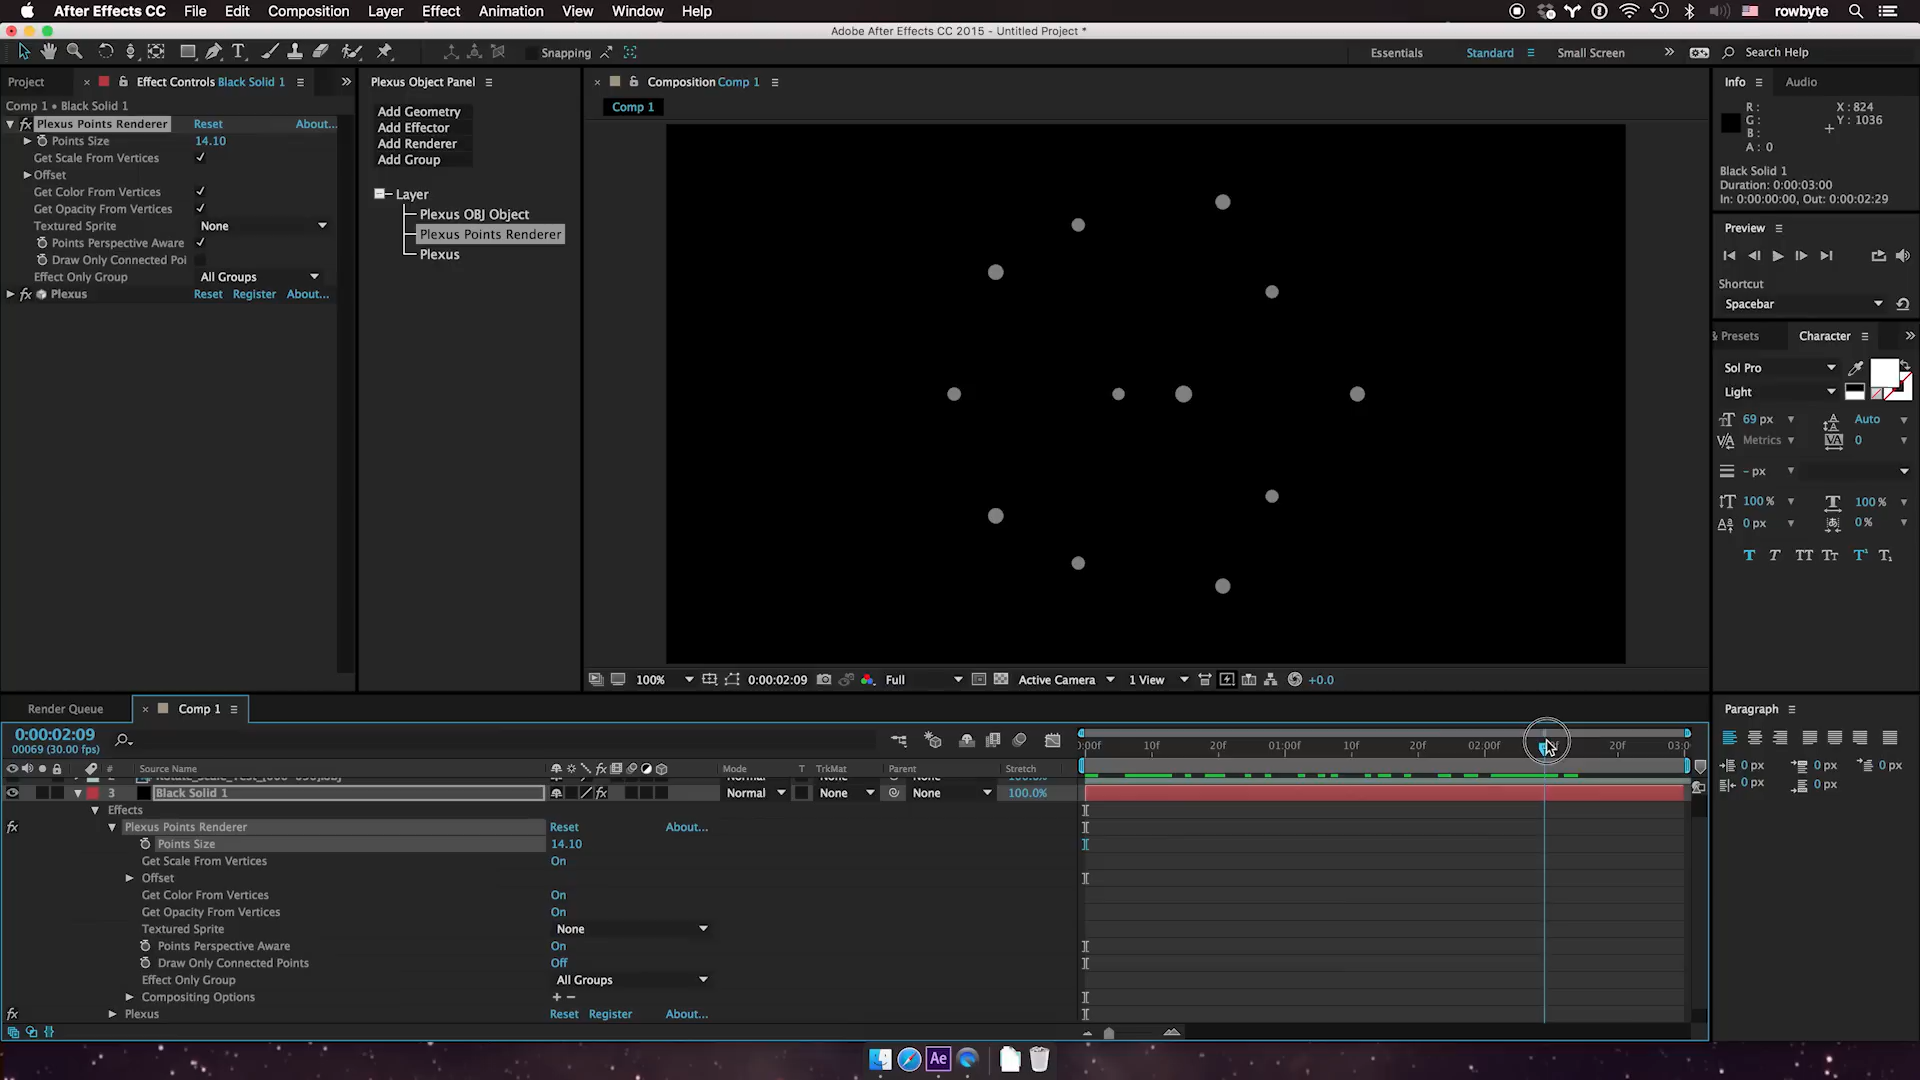 After Effects CC File Edit Composition Layer Effect Animation View Window Help rowbyte
Adobe After Effects CC 2015 - Untitled Project *
Snapping Essentials Standard Small Screen Search Help
Project Effect Controls Black Solid 1
Comp 1 • Black Solid 1
Plexus Points Renderer Reset About...
Points Size 14.10
Get Scale From Vertices
Offset
Get Color From Vertices
Get Opacity From Vertices
Textured Sprite None
Points Perspective Aware
Draw Only Connected Poi
Effect Only Group All Groups
Plexus Reset Register About...
Plexus Object Panel
Add Geometry
Add Effector
Add Renderer
Add Group
Layer
Plexus OBJ Object
Plexus Points Renderer
Plexus
Composition Comp 1
Comp 1
100% 0:00:02:09 Full Active Camera 1 View +0.0
Info Audio
R: X: 824
G: Y: 1036
B:
A: 0
Black Solid 1
Duration: 0:00:03:00
In: 0:00:00:00, Out: 0:00:02:29
Preview
Shortcut
Spacebar
& Presets Character
Sol Pro
Light
69 px Auto
Metrics 0
- px
100 % 100 %
0 px 0 %
T T TT Tt T¹ T₁
Paragraph
0 px 0 px 0 px
0 px 0 px
Render Queue Comp 1
0:00:02:09
00069 (30.00 fps)
:00f 10f 20f 01:00f 10f 20f 02:00f 20f 03:0
# Source Name Mode T TrkMat Parent Stretch
3 Black Solid 1 Normal None None 100.0%
Effects
Plexus Points Renderer Reset About...
Points Size 14.10
Get Scale From Vertices On
Offset
Get Color From Vertices On
Get Opacity From Vertices On
Textured Sprite None
Points Perspective Aware On
Draw Only Connected Points Off
Effect Only Group All Groups
Compositing Options + −
Plexus Reset Register About...
Ae